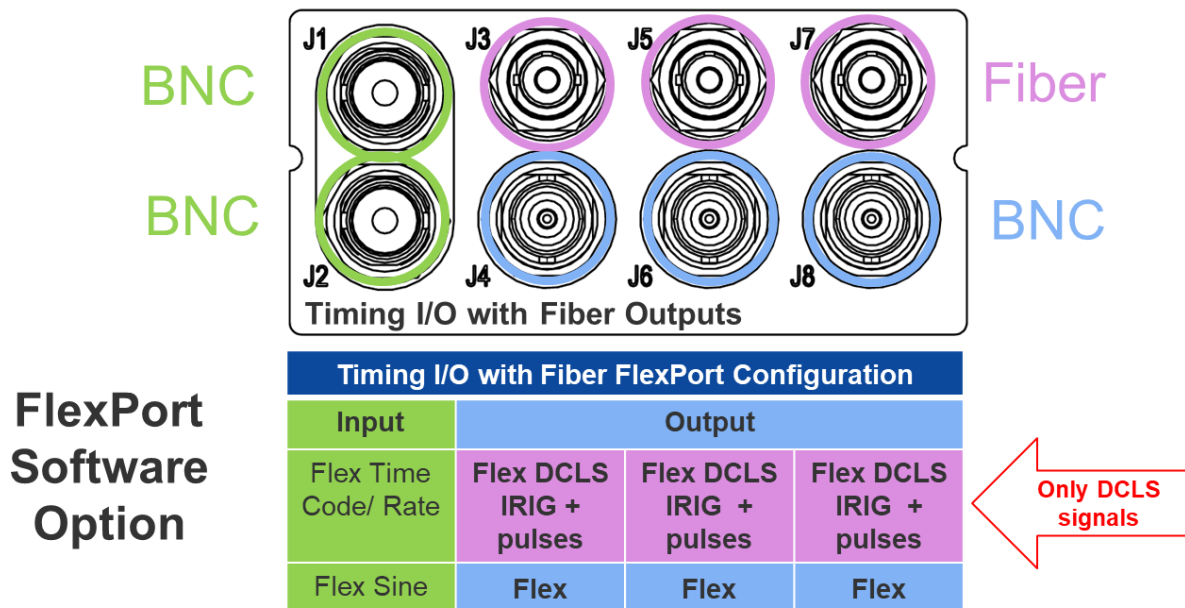 J1
J3
J5
J7
BNC
Fiber
BNC
BNC
J2
J4
J6
J8
Timing I/O with Fiber Outputs
FlexPort
Software
Option
Timing I/O with Fiber FlexPort Configuration
Input
Output
Flex Time
Code/ Rate
Flex DCLS
IRIG +
pulses
Flex DCLS
IRIG +
pulses
Flex DCLS
IRIG +
pulses
Only DCLS
signals
Flex Sine
Flex
Flex
Flex